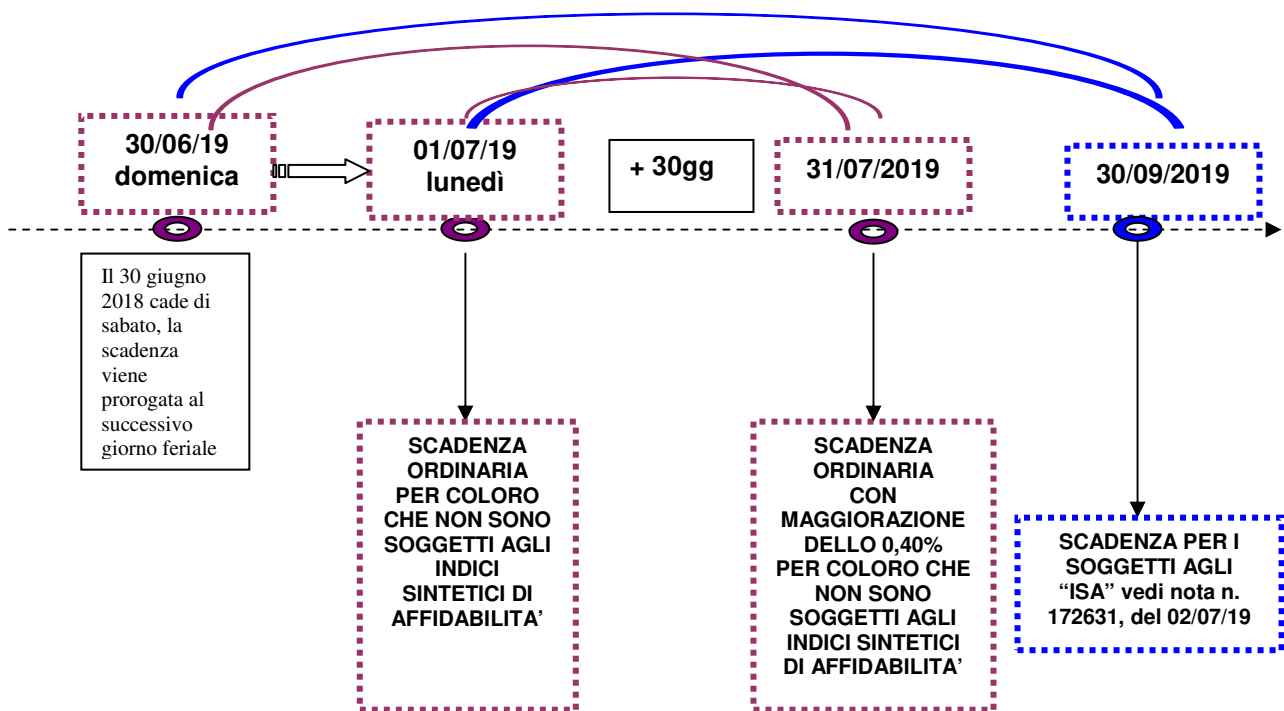 30/06/19
domenica
01/07/19
lunedì
+ 30gg
31/07/2019
30/09/2019
Il 30 giugno
2018 cade di
sabato, la
scadenza
viene
prorogata al
successivo
giorno feriale
SCADENZA
ORDINARIA
PER COLORO
CHE NON SONO
SOGGETTI AGLI
INDICI
SINTETICI DI
AFFIDABILITA’
SCADENZA
ORDINARIA
CON
MAGGIORAZIONE
DELLO 0,40%
PER COLORO CHE
NON SONO
SOGGETTI AGLI
INDICI SINTETICI
DI AFFIDABILITA’
SCADENZA PER I
SOGGETTI AGLI
“ISA” vedi nota n.
172631, del 02/07/19